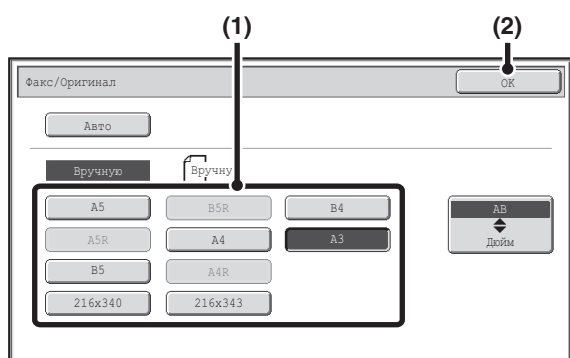 (1) (2)
Факс/Оригинал OK
Авто
Вручную Вручну
A5 B5R B4 AB
A5R A4 A3 Дюйм
B5 A4R
216x340 216x343